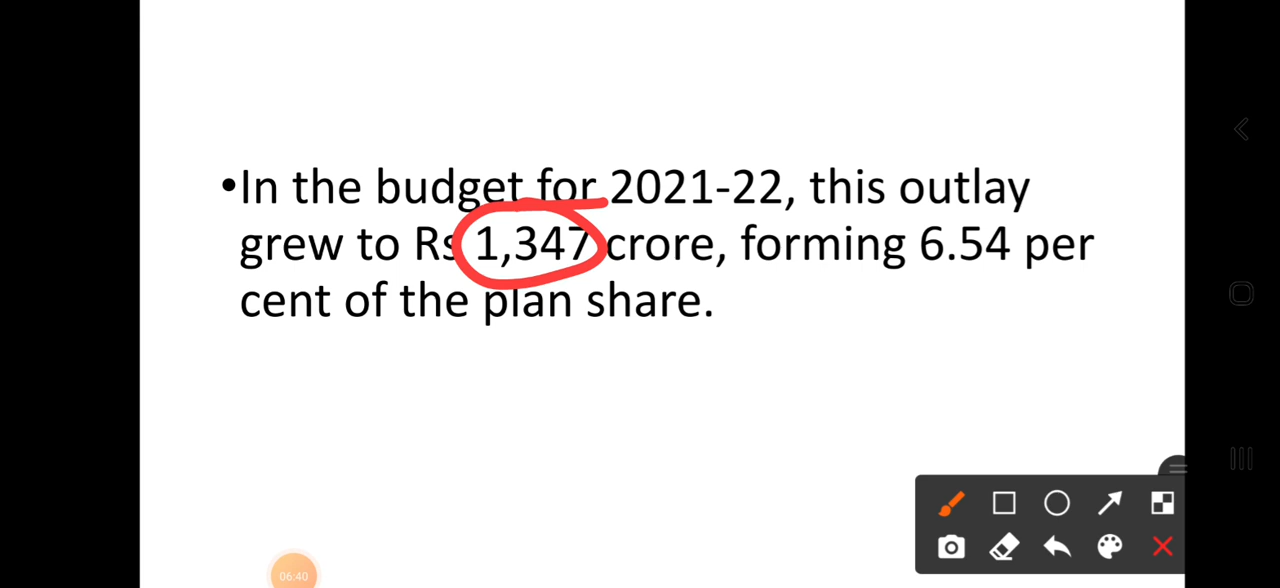 •In the budget for 2021-22, this outlay
grew to Rs 1,347 crore, forming 6.54 per
cent of the plan share.
06:40